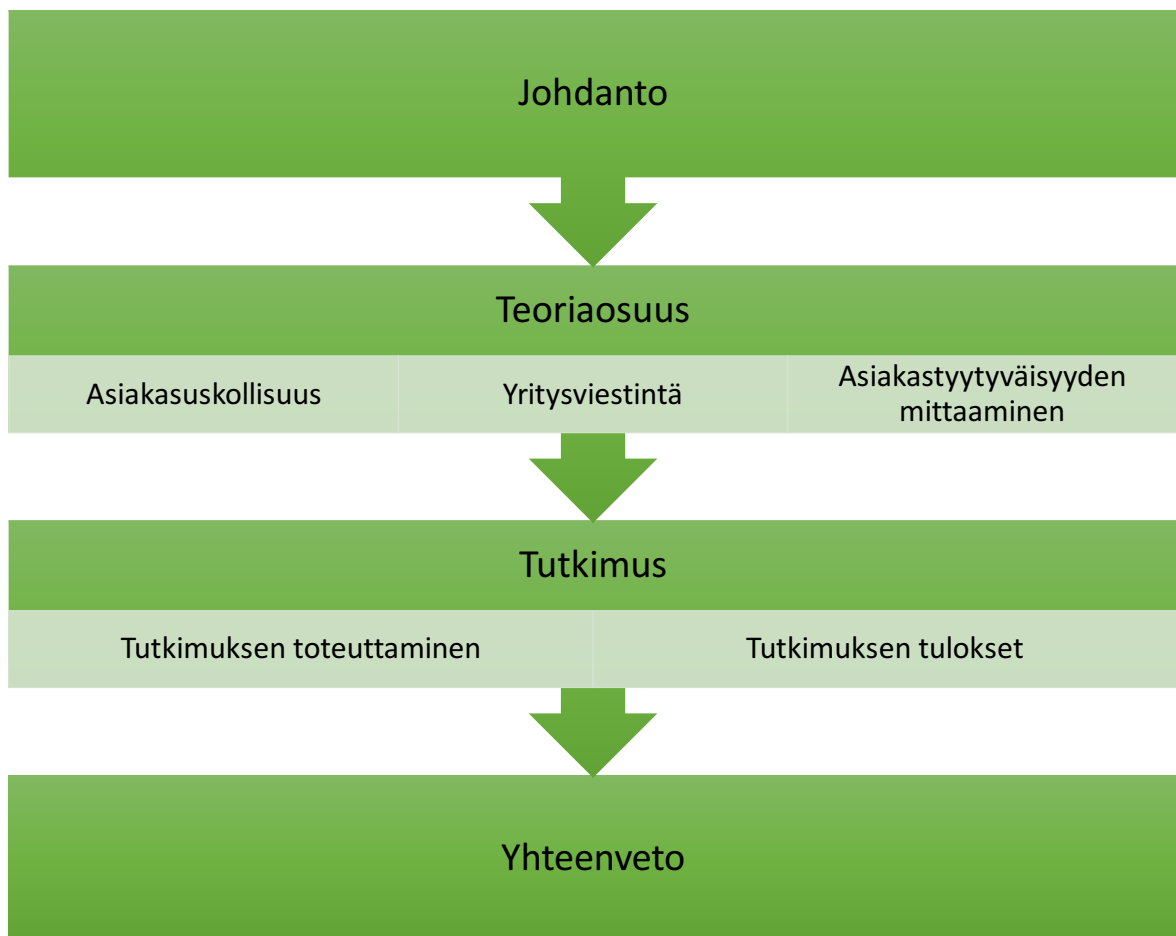 Johdanto
Teoriaosuus
Asiakasuskollisuus
Yritysviestintä
Asiakastyytyväisyyden
mittaaminen
Tutkimus
Tutkimuksen toteuttaminen
Tutkimuksen tulokset
Yhteenveto